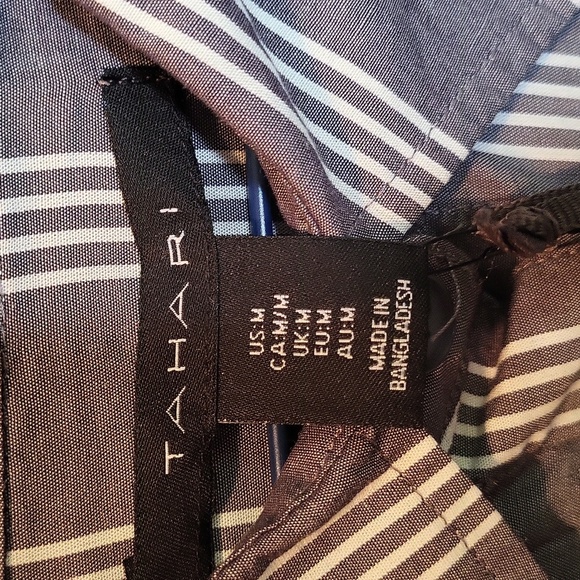 TAHARI
US:M
CA:M/M
UK:M
EU:M
AU:M
MADE IN
BANGLADESH